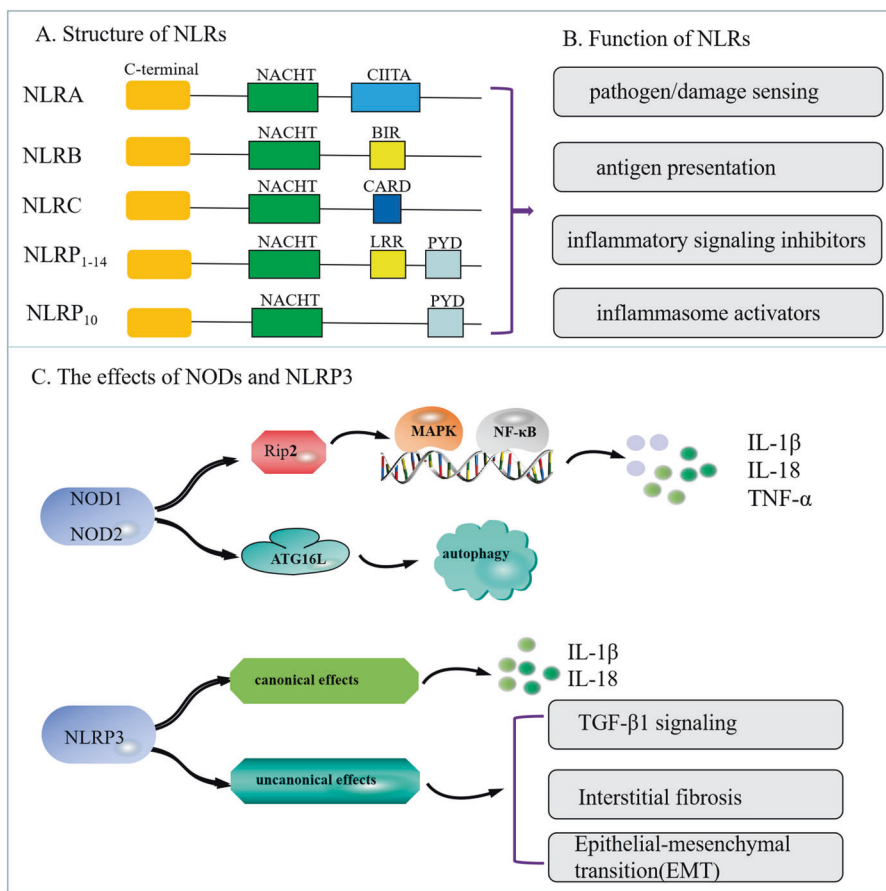 A. Structure of NLRs
C-terminal
NACHT
CIITA
NLRA
NACHT
BIR
NLRB
NACHT
CARD
NLRC
NACHT
LRR
PYD
NLRP1-14
NACHT
PYD
NLRP10
B. Function of NLRs
pathogen/damage sensing
antigen presentation
inflammatory signaling inhibitors
inflammasome activators
C. The effects of NODs and NLRP3
NOD1
NOD2
Rip2
MAPK
NF-κB
IL-1β
IL-18
TNF-α
ATG16L
autophagy
NLRP3
canonical effects
IL-1β
IL-18
uncanonical effects
TGF-β1 signaling
Interstitial fibrosis
Epithelial-mesenchymal
transition(EMT)